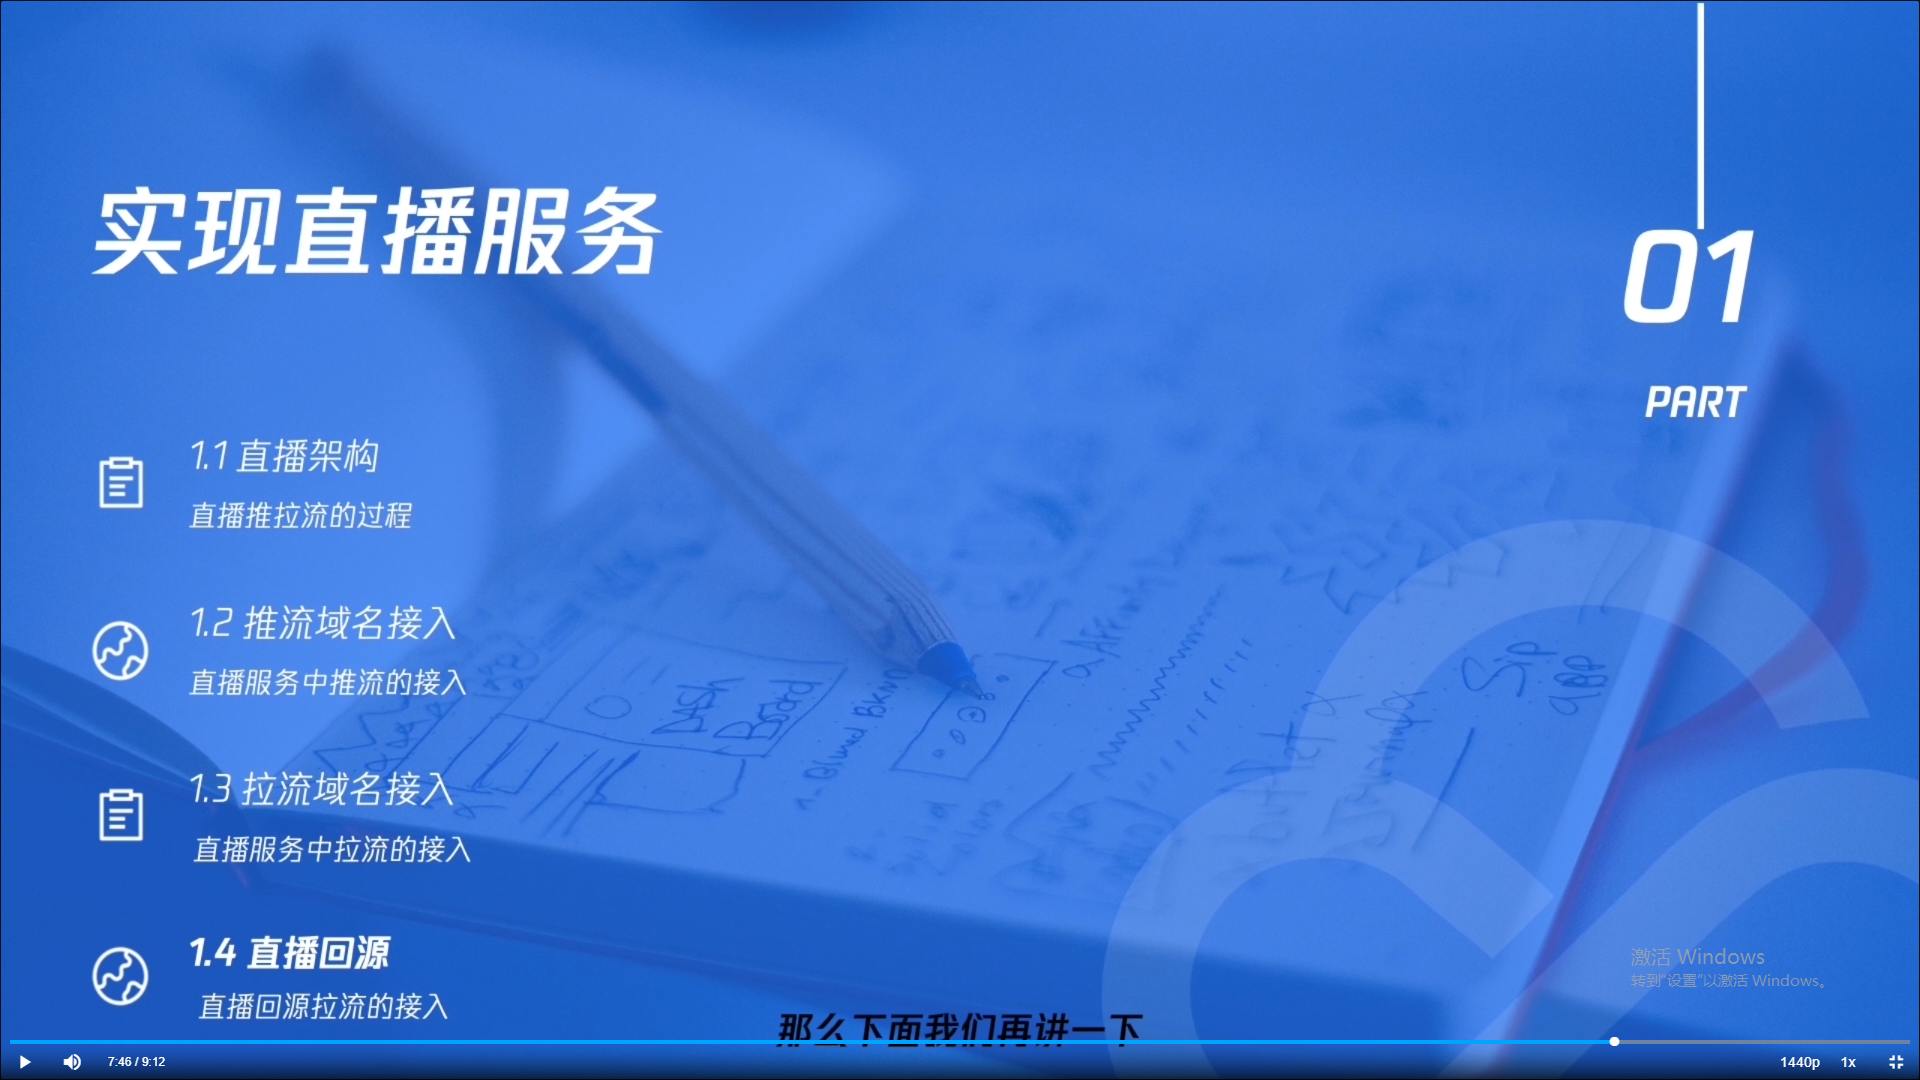 实现直播服务
01
PART
1.1 直播架构
直播推拉流的过程
1.2 推流域名接入
直播服务中推流的接入
1.3 拉流域名接入
直播服务中拉流的接入
1.4 直播回源
直播回源拉流的接入
Dash
Board
Sip
app
激活 Windows
转到"设置"以激活 Windows。
那么下面我们再讲一下
7:46 / 9:12
1440p
1x